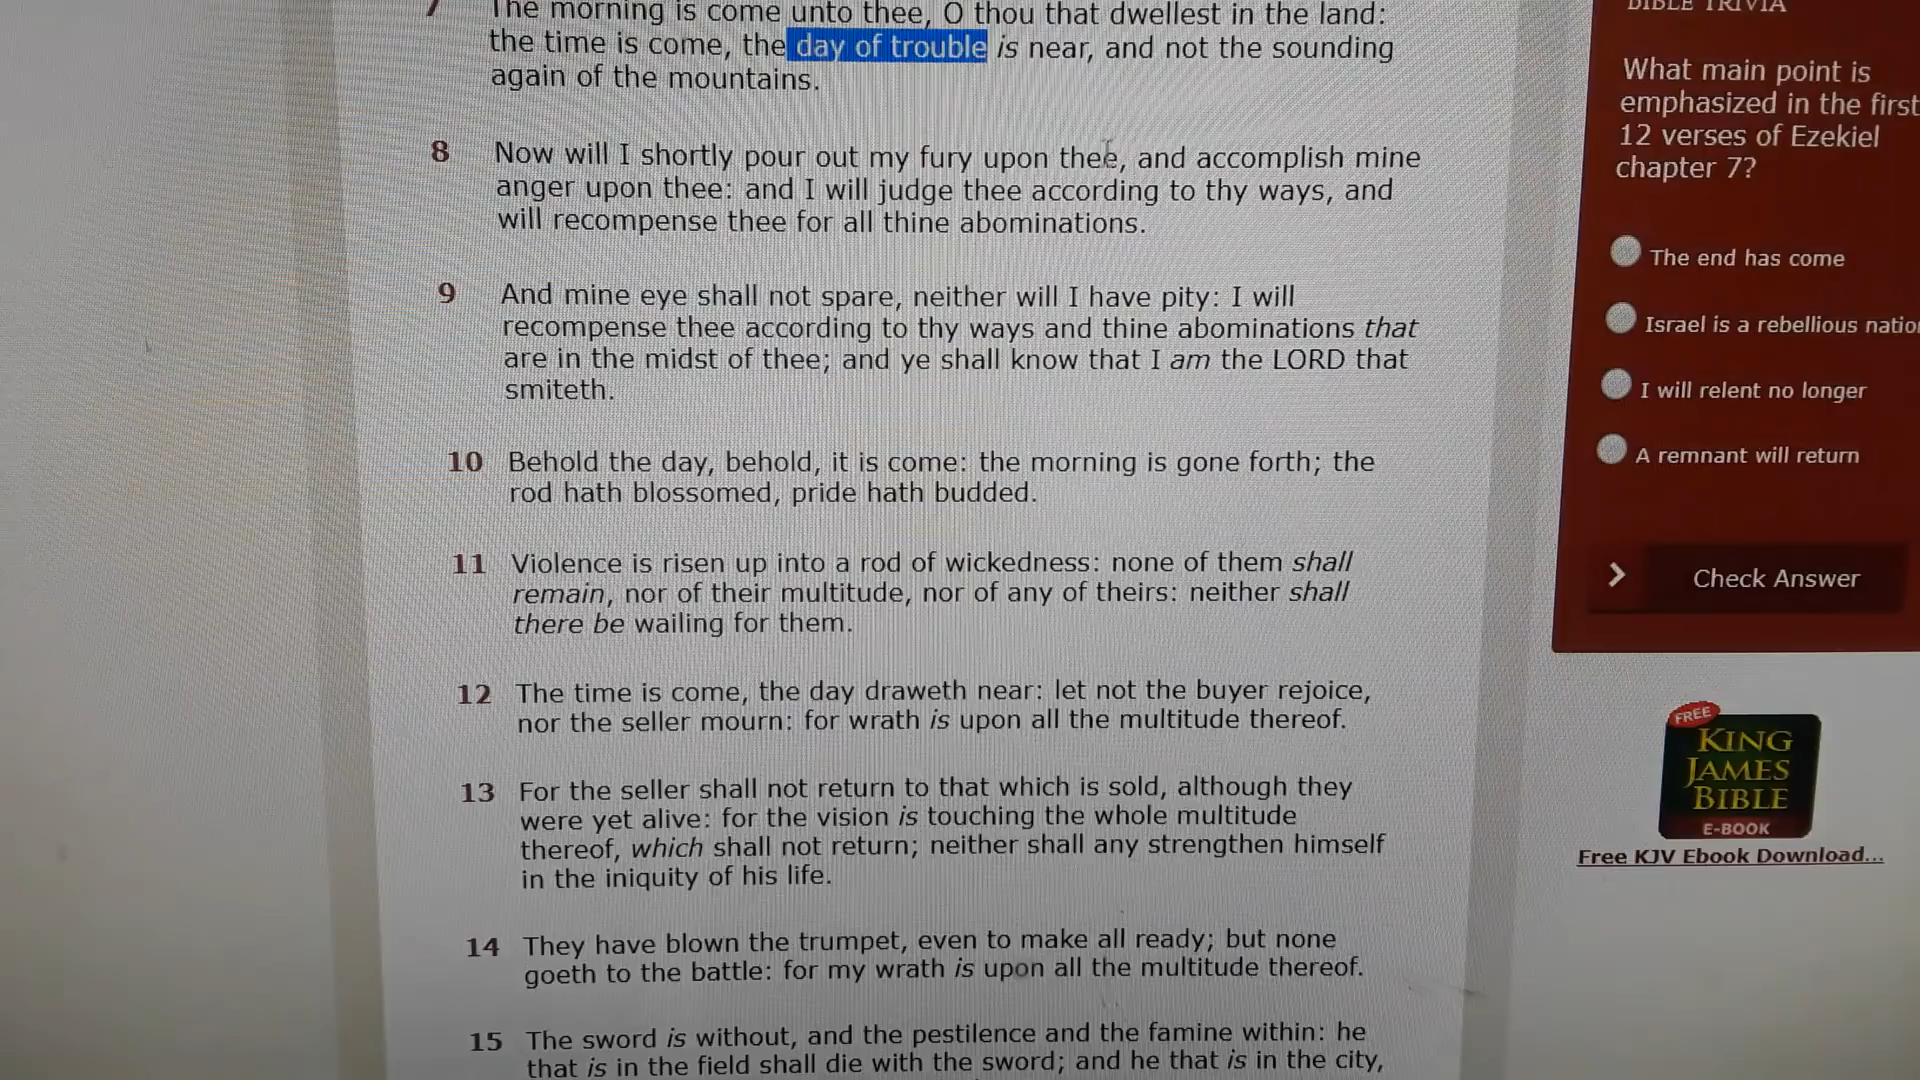 7 The morning is come unto thee, O thou that dwellest in the land:
the time is come, the day of trouble is near, and not the sounding
again of the mountains.
8 Now will I shortly pour out my fury upon thee, and accomplish mine
anger upon thee: and I will judge thee according to thy ways, and
will recompense thee for all thine abominations.
9 And mine eye shall not spare, neither will I have pity: I will
recompense thee according to thy ways and thine abominations that
are in the midst of thee; and ye shall know that I am the LORD that
smiteth.
10 Behold the day, behold, it is come: the morning is gone forth; the
rod hath blossomed, pride hath budded.
11 Violence is risen up into a rod of wickedness: none of them shall
remain, nor of their multitude, nor of any of theirs: neither shall
there be wailing for them.
12 The time is come, the day draweth near: let not the buyer rejoice,
nor the seller mourn: for wrath is upon all the multitude thereof.
13 For the seller shall not return to that which is sold, although they
were yet alive: for the vision is touching the whole multitude
thereof, which shall not return; neither shall any strengthen himself
in the iniquity of his life.
14 They have blown the trumpet, even to make all ready; but none
goeth to the battle: for my wrath is upon all the multitude thereof.
15 The sword is without, and the pestilence and the famine within: he
that is in the field shall die with the sword; and he that is in the city,
BIBLE TRIVIA
What main point is
emphasized in the first
12 verses of Ezekiel
chapter 7?
The end has come
Israel is a rebellious natio
I will relent no longer
A remnant will return
Check Answer
FREE
KING
JAMES
BIBLE
E-BOOK
Free KJV Ebook Download...